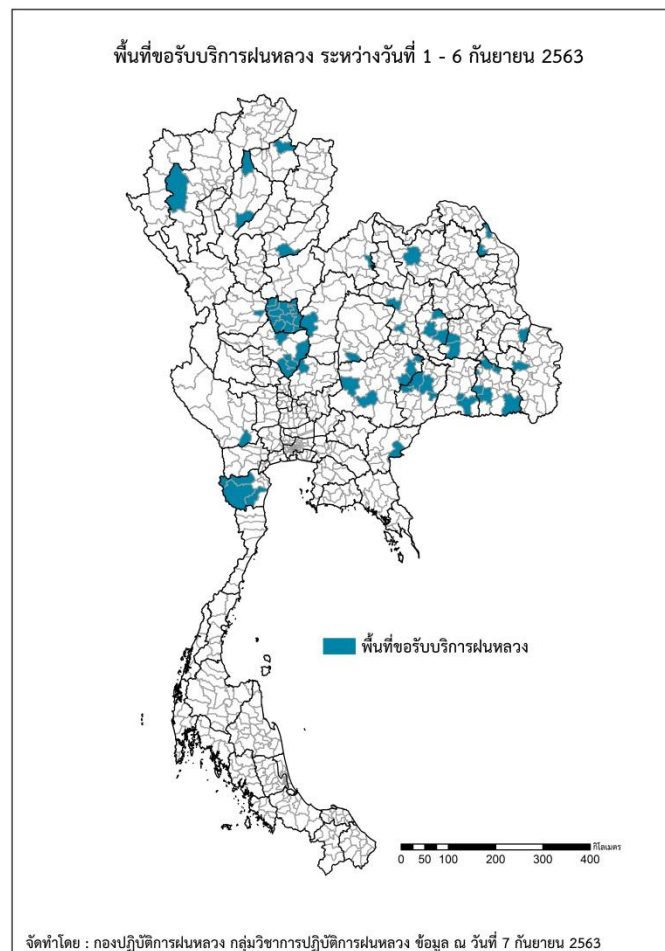 พื้นที่ขอรับบริการฝนหลวง ระหว่างวันที่ 1 - 6 กันยายน 2563
พื้นที่ขอรับบริการฝนหลวง
กิโลเมตร
0 50 100 200 300 400
จัดทำโดย : กองปฏิบัติการฝนหลวง กลุ่มวิชาการปฏิบัติการฝนหลวง ข้อมูล ณ วันที่ 7 กันยายน 2563